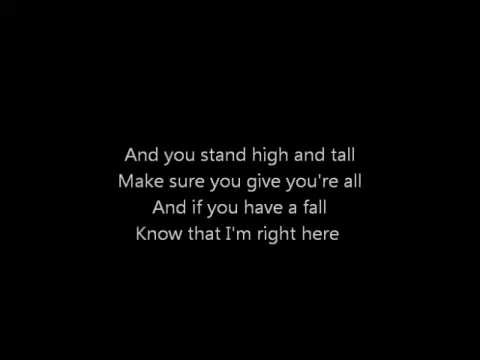 And you stand high and tall
Make sure you give you're all
And if you have a fall
Know that I'm right here